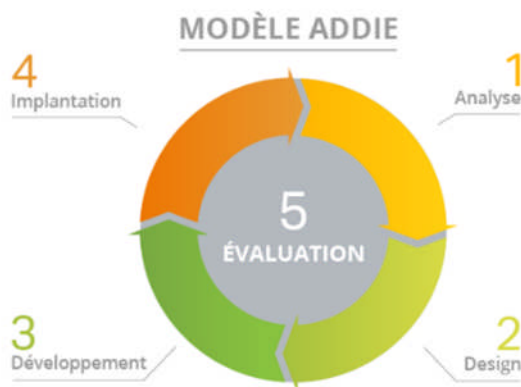 MODÈLE ADDIE
4
Implantation
1
Analyse
5
ÉVALUATION
3
Développement
2
Design